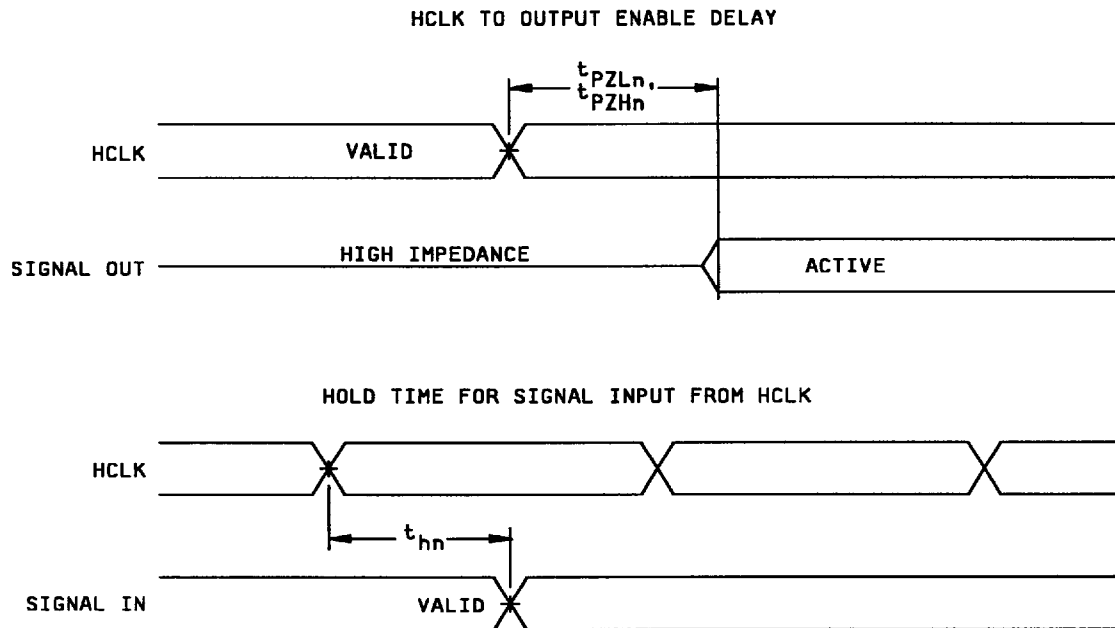 HCLK TO OUTPUT ENABLE DELAY
tPZLn,
tPZHn
HCLK
VALID
HIGH IMPEDANCE
SIGNAL OUT
ACTIVE
HOLD TIME FOR SIGNAL INPUT FROM HCLK
HCLK
thn
SIGNAL IN
VALID